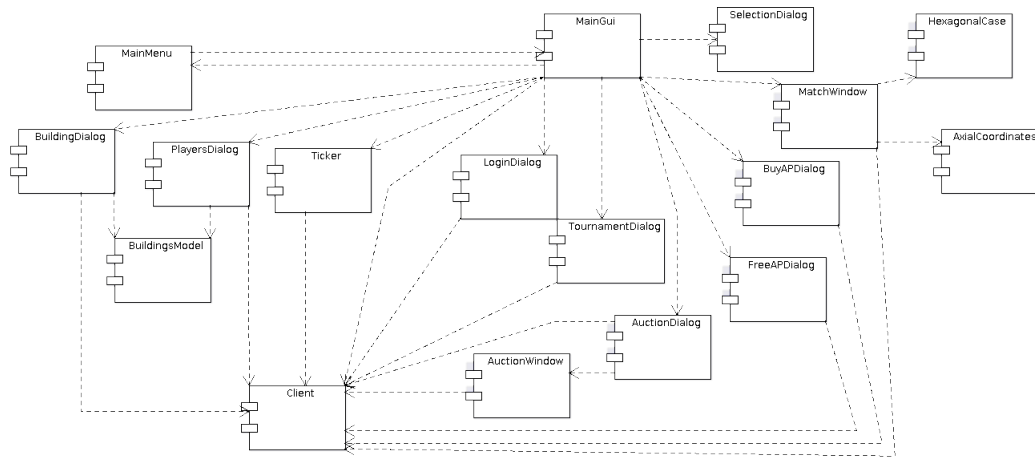 MainGui
SelectionDialog
HexagonalCase
MainMenu
MatchWindow
BuildingDialog
PlayersDialog
Ticker
LoginDialog
BuyAPDialog
AxialCoordinates
BuildingsModel
TournamentDialog
FreeAPDialog
AuctionDialog
AuctionWindow
Client